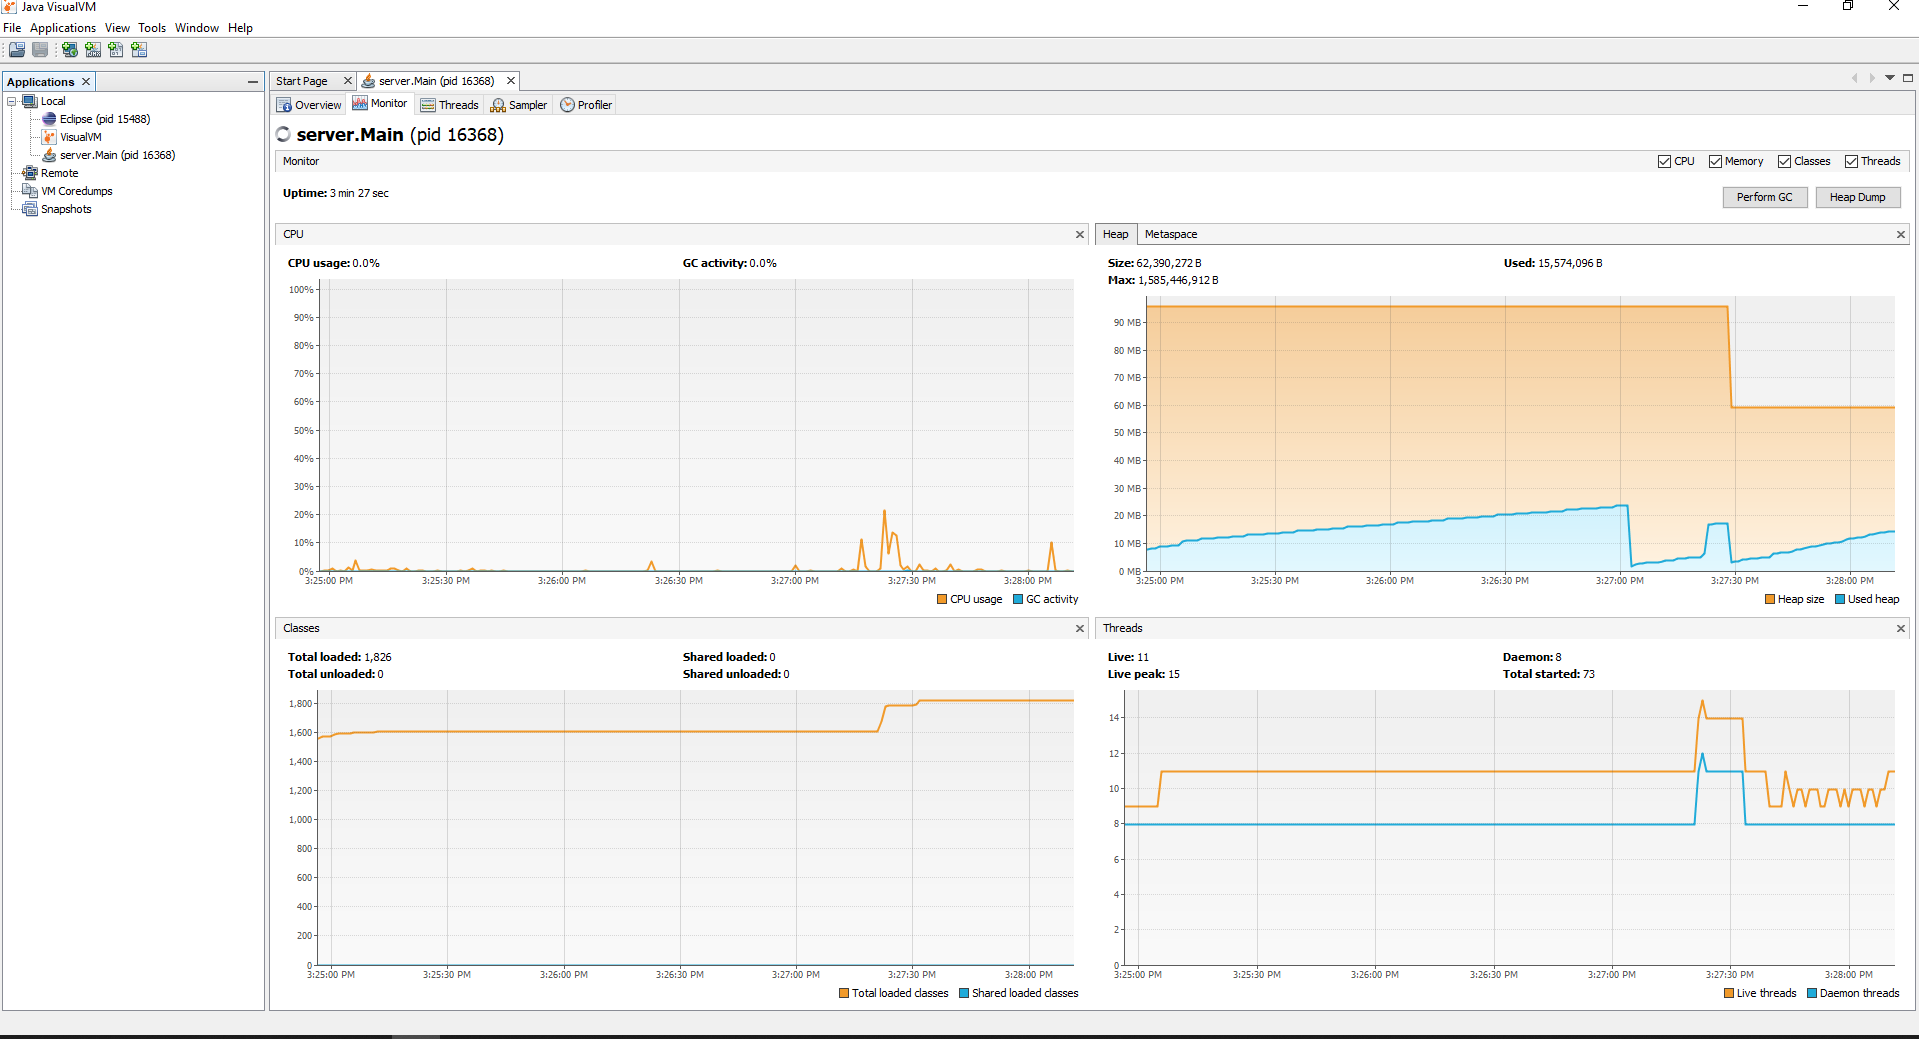 Java VisualVM
File Applications View Tools Window Help
Applications
Local
Eclipse (pid 15488)
VisualVM
server.Main (pid 16368)
Remote
VM Coredumps
Snapshots
Start Page server.Main (pid 16368)
Overview Monitor Threads Sampler Profiler
server.Main (pid 16368)
Monitor CPU Memory Classes Threads
Uptime: 3 min 27 sec
Perform GC Heap Dump
CPU
CPU usage: 0.0% GC activity: 0.0%
100%
90%
80%
70%
60%
50%
40%
30%
20%
10%
0%
3:25:00 PM 3:25:30 PM 3:26:00 PM 3:26:30 PM 3:27:00 PM 3:27:30 PM 3:28:00 PM
CPU usage GC activity
Heap Metaspace
Size: 62,390,272 B Used: 15,574,096 B
Max: 1,585,446,912 B
90 MB
80 MB
70 MB
60 MB
50 MB
40 MB
30 MB
20 MB
10 MB
0 MB
3:25:00 PM 3:25:30 PM 3:26:00 PM 3:26:30 PM 3:27:00 PM 3:27:30 PM 3:28:00 PM
Heap size Used heap
Classes
Total loaded: 1,826 Shared loaded: 0
Total unloaded: 0 Shared unloaded: 0
1,800
1,600
1,400
1,200
1,000
800
600
400
200
0
3:25:00 PM 3:25:30 PM 3:26:00 PM 3:26:30 PM 3:27:00 PM 3:27:30 PM 3:28:00 PM
Total loaded classes Shared loaded classes
Threads
Live: 11 Daemon: 8
Live peak: 15 Total started: 73
14
12
10
8
6
4
2
0
3:25:00 PM 3:25:30 PM 3:26:00 PM 3:26:30 PM 3:27:00 PM 3:27:30 PM 3:28:00 PM
Live threads Daemon threads